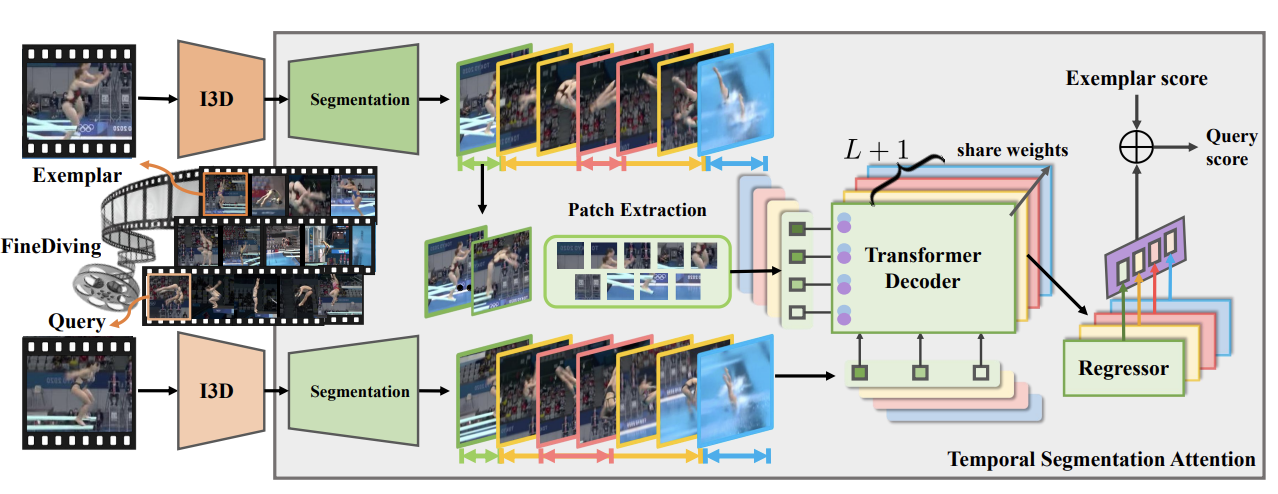 I3D
Segmentation
Exemplar
FineDiving
Query
I3D
Segmentation
Patch Extraction
L + 1
share weights
Transformer
Decoder
Exemplar score
Query
score
Regressor
Temporal Segmentation Attention